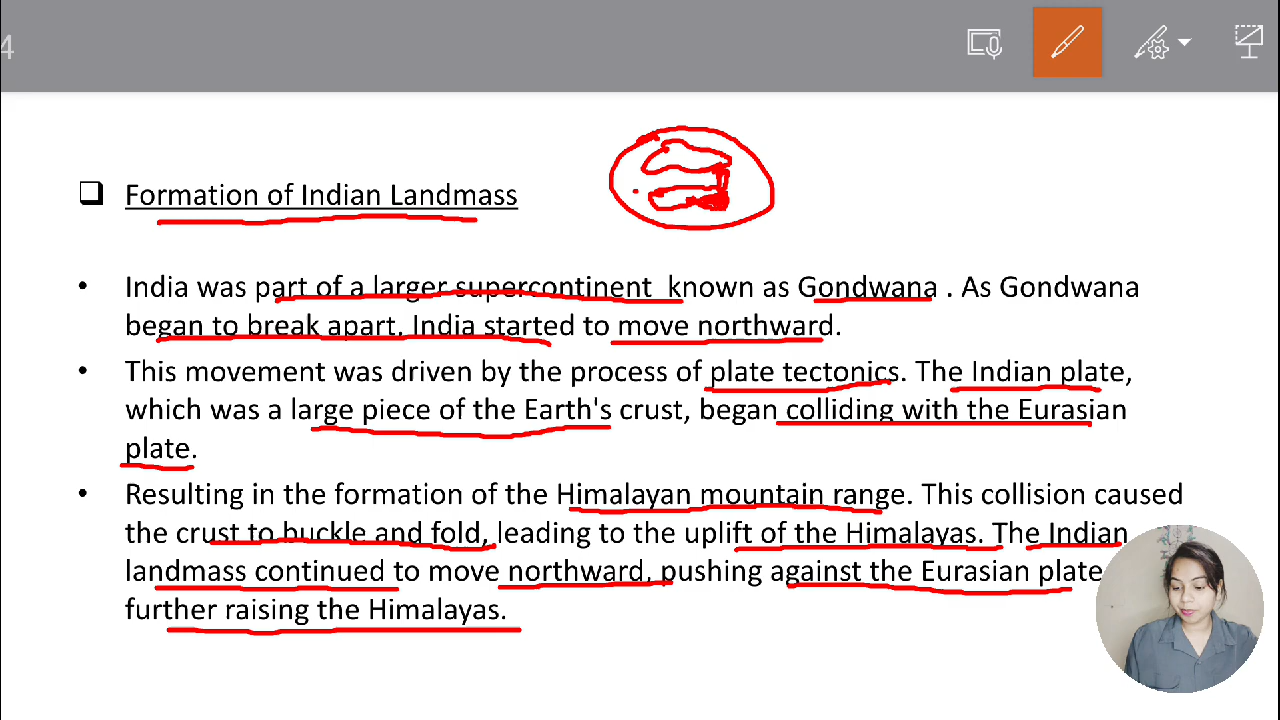 4
Formation of Indian Landmass
• India was part of a larger supercontinent known as Gondwana . As Gondwana
began to break apart, India started to move northward.
• This movement was driven by the process of plate tectonics. The Indian plate,
which was a large piece of the Earth's crust, began colliding with the Eurasian
plate.
• Resulting in the formation of the Himalayan mountain range. This collision caused
the crust to buckle and fold, leading to the uplift of the Himalayas. The Indian
landmass continued to move northward, pushing against the Eurasian plate
further raising the Himalayas.